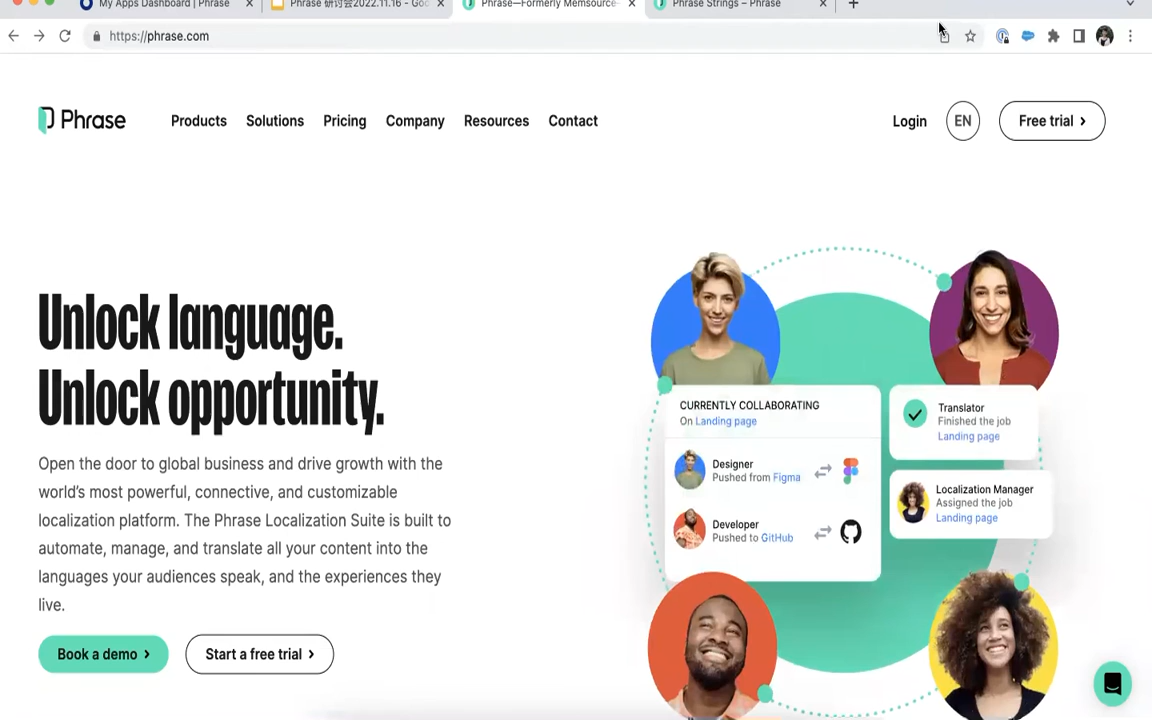 My Apps Dashboard | Phrase
Phrase 研讨会2022.11.16 - Goo
Phrase—Formerly Memsource
Phrase Strings – Phrase
https://phrase.com
Phrase
Products
Solutions
Pricing
Company
Resources
Contact
Login
EN
Free trial
Unlock language.
Unlock opportunity.
Open the door to global business and drive growth with the
world's most powerful, connective, and customizable
localization platform. The Phrase Localization Suite is built to
automate, manage, and translate all your content into the
languages your audiences speak, and the experiences they
live.
Book a demo
Start a free trial
CURRENTLY COLLABORATING
On Landing page
Designer
Pushed from Figma
Developer
Pushed to GitHub
Translator
Finished the job
Landing page
Localization Manager
Assigned the job
Landing page